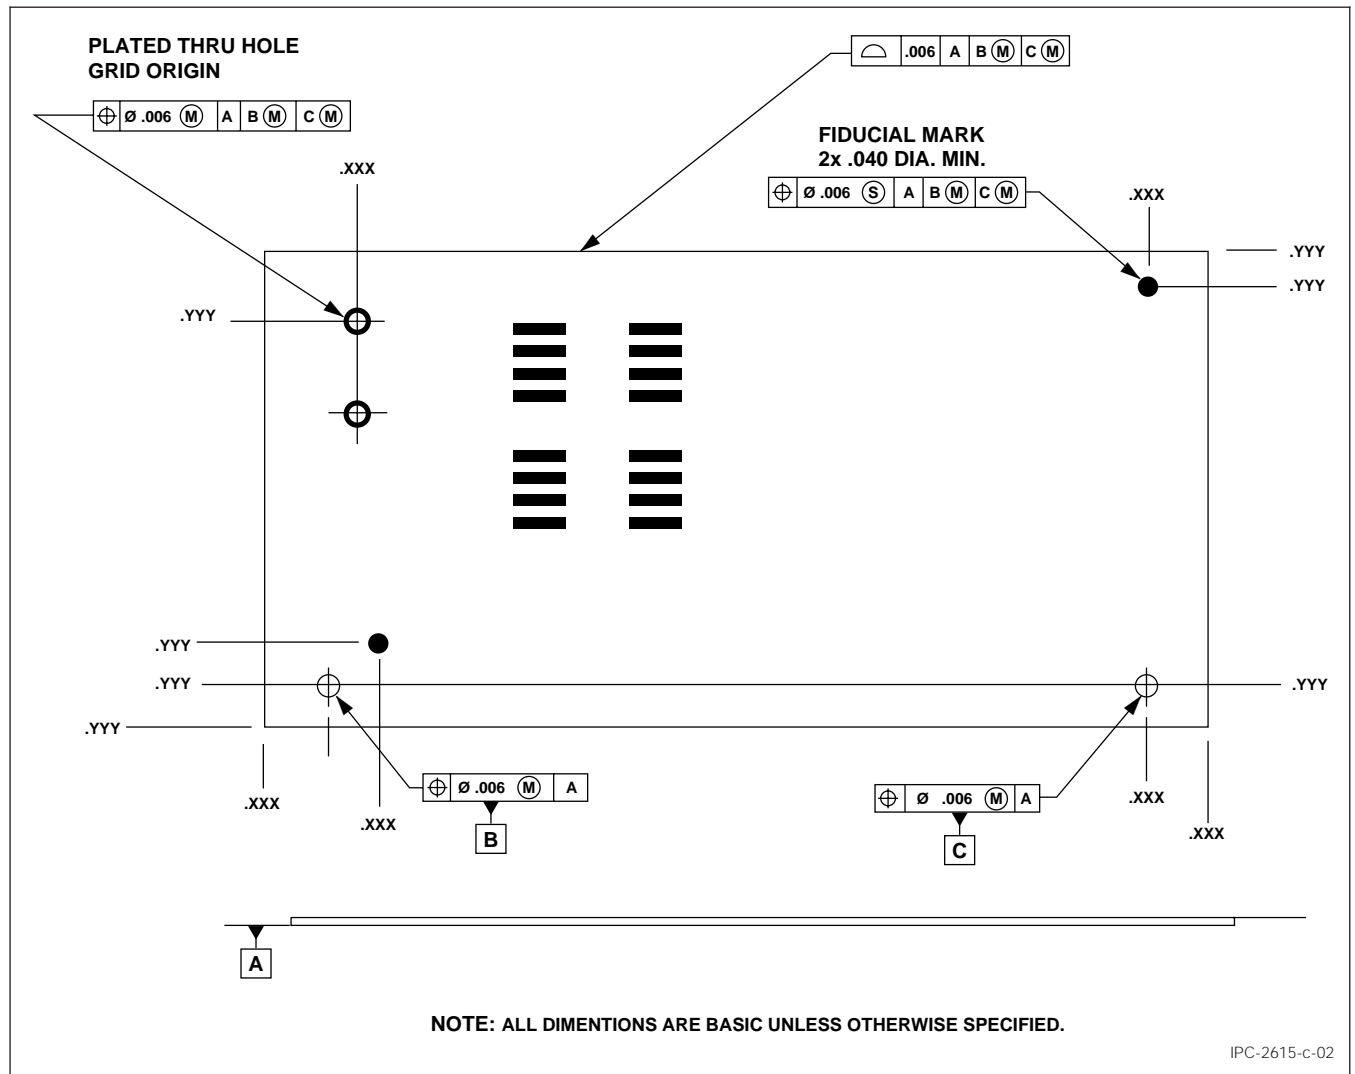 PLATED THRU HOLE
GRID ORIGIN
⌖ Ø .006 Ⓜ A B Ⓜ C Ⓜ
⌓ .006 A B Ⓜ C Ⓜ
FIDUCIAL MARK
2x .040 DIA. MIN.
⌖ Ø .006 Ⓢ A B Ⓜ C Ⓜ
.XXX
.XXX
.YYY
.YYY
.YYY
.YYY
.YYY
.YYY
.YYY
.XXX
.XXX
⌖ Ø .006 Ⓜ A
B
⌖ Ø .006 Ⓜ A
C
.XXX
.XXX
A
NOTE: ALL DIMENTIONS ARE BASIC UNLESS OTHERWISE SPECIFIED.
IPC-2615-c-02